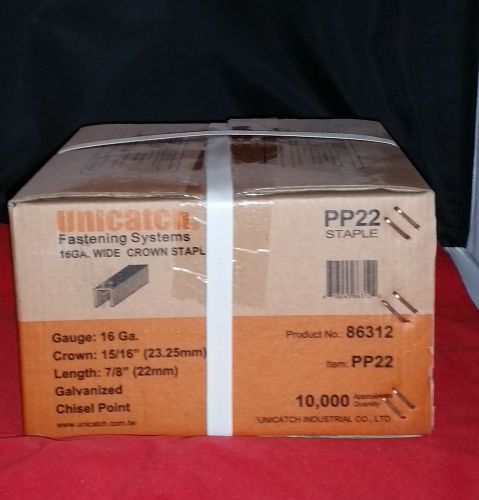 unicatch
Fastening Systems
16GA. WIDE CROWN STAPL
PP22
STAPLE
Gauge: 16 Ga.
Crown: 15/16" (23.25mm)
Length: 7/8" (22mm)
Galvanized
Chisel Point
www.unicatch.com.tw
Product No.: 86312
Item: PP22
10,000 Approximate
Quantity
UNICATCH INDUSTRIAL CO., LTD.